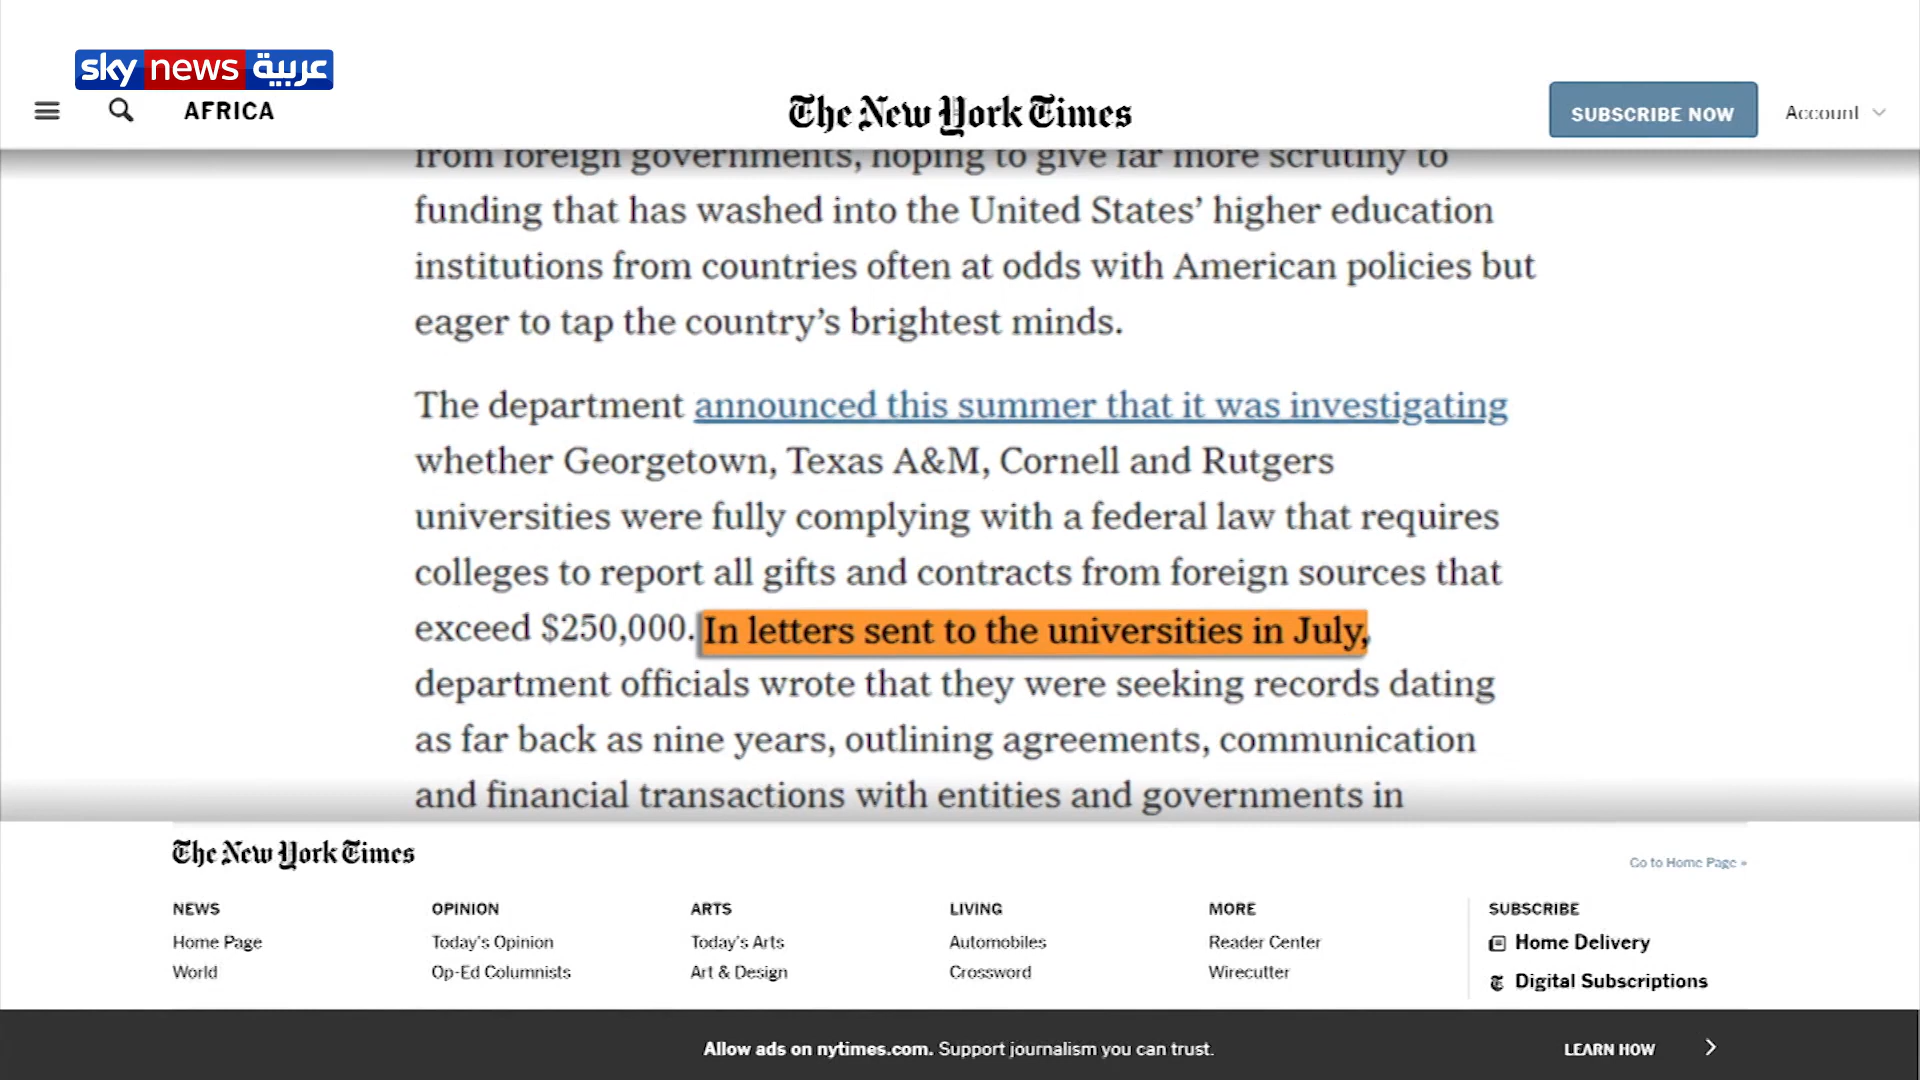 sky news عربية
AFRICA
The New York Times
SUBSCRIBE NOW
Account
from foreign governments, hoping to give far more scrutiny to
funding that has washed into the United States’ higher education
institutions from countries often at odds with American policies but
eager to tap the country’s brightest minds.
The department announced this summer that it was investigating
whether Georgetown, Texas A&M, Cornell and Rutgers
universities were fully complying with a federal law that requires
colleges to report all gifts and contracts from foreign sources that
exceed $250,000. In letters sent to the universities in July,
department officials wrote that they were seeking records dating
as far back as nine years, outlining agreements, communication
and financial transactions with entities and governments in
The New York Times
Go to Home Page »
NEWS
Home Page
World
OPINION
Today's Opinion
Op-Ed Columnists
ARTS
Today's Arts
Art & Design
LIVING
Automobiles
Crossword
MORE
Reader Center
Wirecutter
SUBSCRIBE
Home Delivery
Digital Subscriptions
Allow ads on nytimes.com. Support journalism you can trust.
LEARN HOW